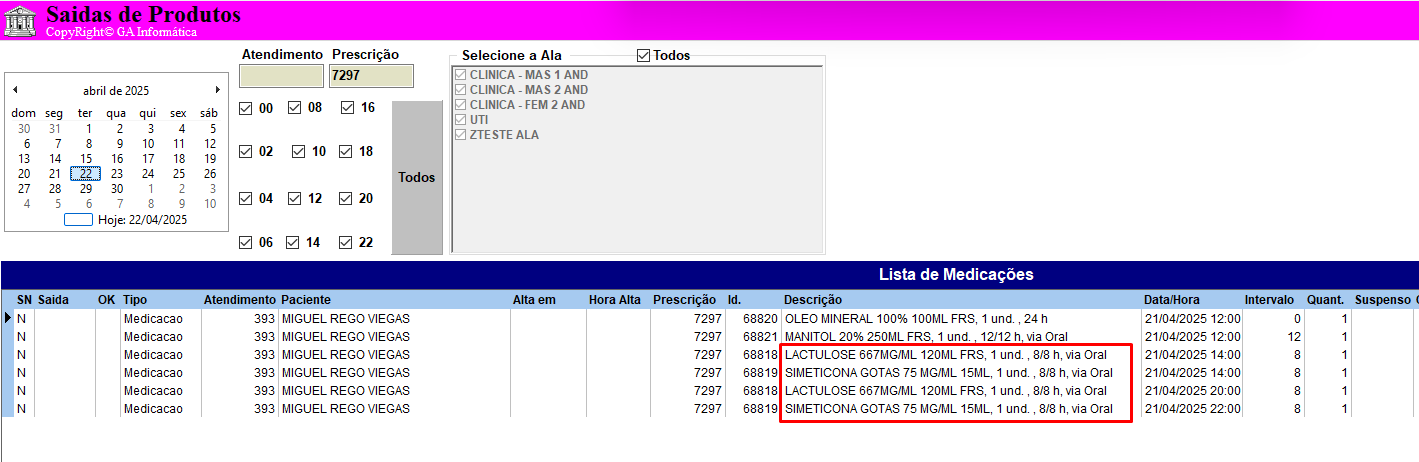 Saidas de Produtos
CopyRight© GA Informática
Atendimento Prescrição
7297
Selecione a Ala Todos
CLINICA - MAS 1 AND
CLINICA - MAS 2 AND
CLINICA - FEM 2 AND
UTI
ZTESTE ALA
abril de 2025
dom seg ter qua qui sex sáb
30 31 1 2 3 4 5
6 7 8 9 10 11 12
13 14 15 16 17 18 19
20 21 22 23 24 25 26
27 28 29 30 1 2 3
4 5 6 7 8 9 10
Hoje: 22/04/2025
00 08 16
02 10 18
04 12 20
06 14 22
Todos
Lista de Medicações
SN Saida OK Tipo Atendimento Paciente Alta em Hora Alta Prescrição Id. Descrição Data/Hora Intervalo Quant. Suspenso
N Medicacao 393 MIGUEL REGO VIEGAS 7297 68820 OLEO MINERAL 100% 100ML FRS, 1 und. , 24 h 21/04/2025 12:00 0 1
N Medicacao 393 MIGUEL REGO VIEGAS 7297 68821 MANITOL 20% 250ML FRS, 1 und. , 12/12 h, via Oral 21/04/2025 12:00 12 1
N Medicacao 393 MIGUEL REGO VIEGAS 7297 68818 LACTULOSE 667MG/ML 120ML FRS, 1 und. , 8/8 h, via Oral 21/04/2025 14:00 8 1
N Medicacao 393 MIGUEL REGO VIEGAS 7297 68819 SIMETICONA GOTAS 75 MG/ML 15ML, 1 und. , 8/8 h, via Oral 21/04/2025 14:00 8 1
N Medicacao 393 MIGUEL REGO VIEGAS 7297 68818 LACTULOSE 667MG/ML 120ML FRS, 1 und. , 8/8 h, via Oral 21/04/2025 20:00 8 1
N Medicacao 393 MIGUEL REGO VIEGAS 7297 68819 SIMETICONA GOTAS 75 MG/ML 15ML, 1 und. , 8/8 h, via Oral 21/04/2025 22:00 8 1